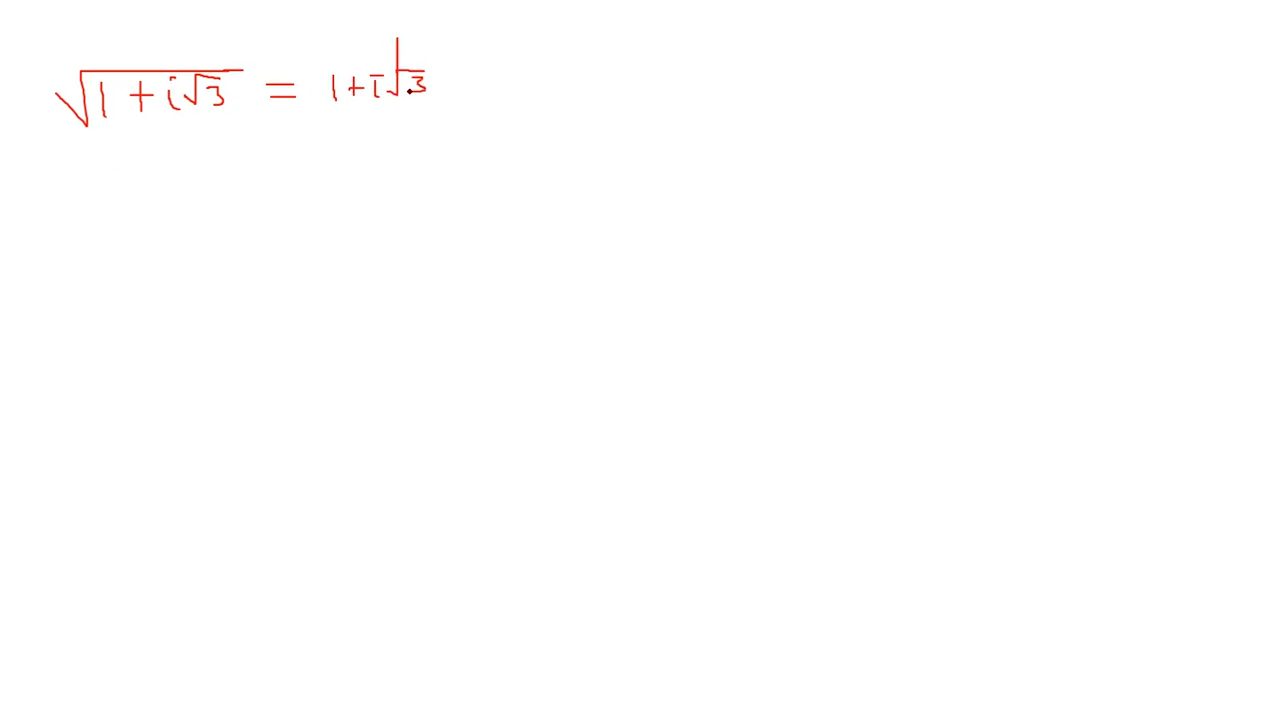 √(1 + i√3) = 1 + i√3